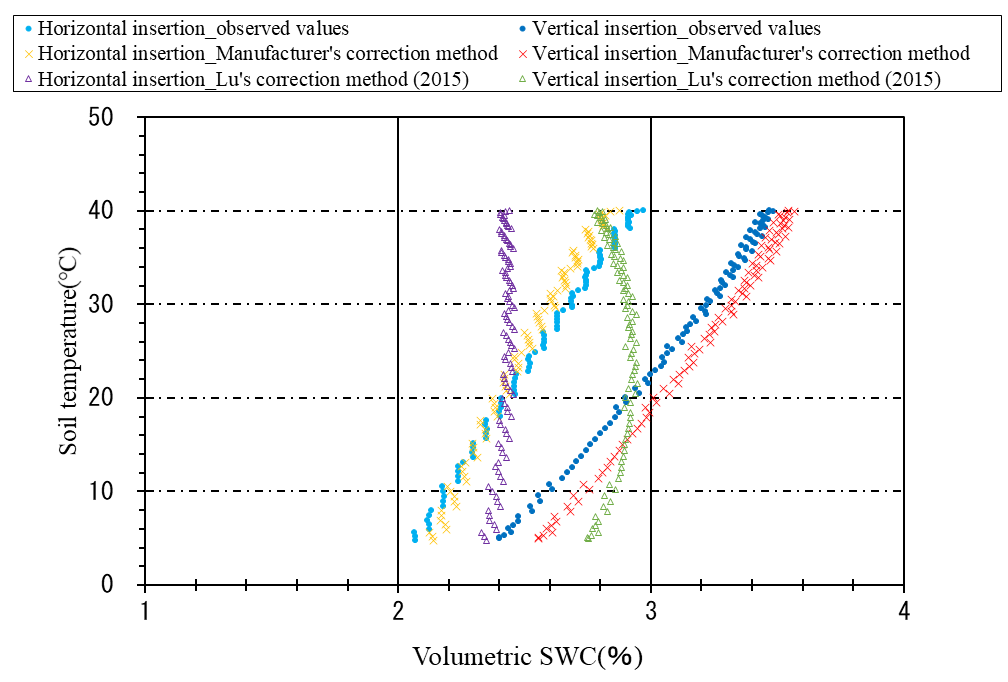 Horizontal insertion_observed values
Vertical insertion_observed values
Horizontal insertion_Manufacturer's correction method
Vertical insertion_Manufacturer's correction method
Horizontal insertion_Lu's correction method (2015)
Vertical insertion_Lu's correction method (2015)
50
40
30
20
10
0
Soil temperature(℃)
1
2
3
4
Volumetric SWC(%)